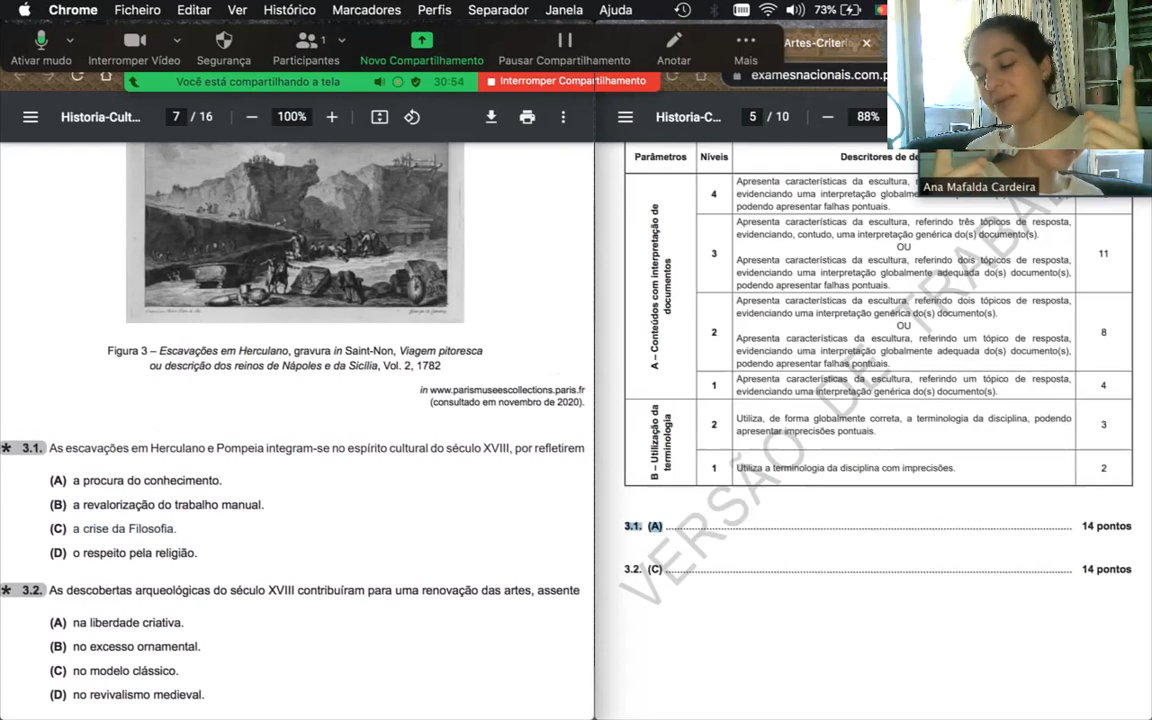 Chrome Ficheiro Editar Ver Histórico Marcadores Perfis Separador Janela Ajuda 73%
Ativar mudo Interromper Vídeo Segurança Participantes 1 Novo Compartilhamento Pausar Compartilhamento Anotar Mais
Artes-Criteri
Você está compartilhando a tela 30:54 Interromper Compartilhamento
examesnacionais.com.p
Historia-Cult... 7 / 16 100%
Historia-C... 5 / 10 88%
Ana Mafalda Cardeira
Figura 3 – Escavações em Herculano, gravura in Saint-Non, Viagem pitoresca
ou descrição dos reinos de Nápoles e da Sicília, Vol. 2, 1782
in www.parismuseescollections.paris.fr
(consultado em novembro de 2020).
* 3.1. As escavações em Herculano e Pompeia integram-se no espírito cultural do século XVIII, por refletirem
(A) a procura do conhecimento.
(B) a revalorização do trabalho manual.
(C) a crise da Filosofia.
(D) o respeito pela religião.
* 3.2. As descobertas arqueológicas do século XVIII contribuíram para uma renovação das artes, assente
(A) na liberdade criativa.
(B) no excesso ornamental.
(C) no modelo clássico.
(D) no revivalismo medieval.
Parâmetros Níveis Descritores de de
A – Conteúdos com interpretação de
documentos
4
Apresenta características da escultura,
evidenciando uma interpretação globalme
podendo apresentar falhas pontuais.
3
Apresenta características da escultura, referindo três tópicos de resposta,
evidenciando, contudo, uma interpretação genérica do(s) documento(s).
OU
Apresenta características da escultura, referindo dois tópicos de resposta,
evidenciando uma interpretação globalmente adequada do(s) documento(s),
podendo apresentar falhas pontuais.
11
2
Apresenta características da escultura, referindo dois tópicos de resposta,
evidenciando uma interpretação genérica do(s) documento(s).
OU
Apresenta características da escultura, referindo um tópico de resposta,
evidenciando uma interpretação globalmente adequada do(s) documento(s),
podendo apresentar falhas pontuais.
8
1
Apresenta características da escultura, referindo um tópico de resposta,
evidenciando uma interpretação genérica do(s) documento(s).
4
B – Utilização da
terminologia
2
Utiliza, de forma globalmente correta, a terminologia da disciplina, podendo
apresentar imprecisões pontuais.
3
1
Utiliza a terminologia da disciplina com imprecisões.
2
3.1. (A) 14 pontos
3.2. (C) 14 pontos
VERSÃO DE TRABAL